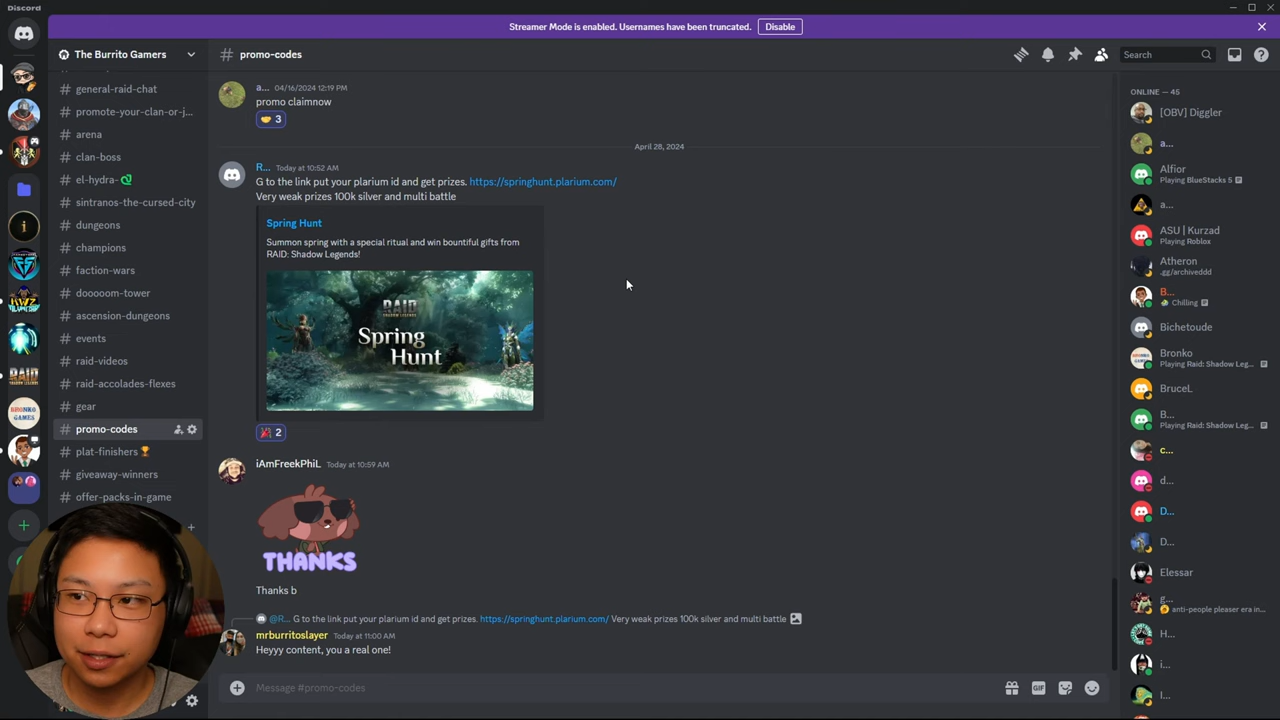 Discord
Streamer Mode is enabled. Usernames have been truncated.
Disable
The Burrito Gamers
general-raid-chat
promote-your-clan-or-j...
arena
clan-boss
el-hydra-
sintranos-the-cursed-city
dungeons
champions
faction-wars
dooooom-tower
ascension-dungeons
events
raid-videos
raid-accolades-flexes
gear
promo-codes
plat-finishers
giveaway-winners
offer-packs-in-game
RAID
BRONKO
GAMES
# promo-codes
Search
a... 04/16/2024 12:19 PM
promo claimnow
3
April 28, 2024
R... Today at 10:52 AM
G to the link put your plarium id and get prizes. https://springhunt.plarium.com/
Very weak prizes 100k silver and multi battle
Spring Hunt
Summon spring with a special ritual and win bountiful gifts from
RAID: Shadow Legends!
RAID
SHADOW LEGENDS
Spring
Hunt
2
iAmFreekPhiL Today at 10:59 AM
THANKS
Thanks b
@R... G to the link put your plarium id and get prizes. https://springhunt.plarium.com/ Very weak prizes 100k silver and multi battle
mrburritoslayer Today at 11:00 AM
Heyyy content, you a real one!
Message #promo-codes
GIF
ONLINE — 45
[OBV] Diggler
a...
Alfior
Playing BlueStacks 5
a...
ASU | Kurzad
Playing Roblox
Atheron
.gg/archiveddd
B...
Chilling
Bichetoude
Bronko
Playing Raid: Shadow Leg...
BruceL
B...
Playing Raid: Shadow Leg...
c...
d...
D...
D...
Elessar
g...
anti-people pleaser era in...
H...
i...
l...